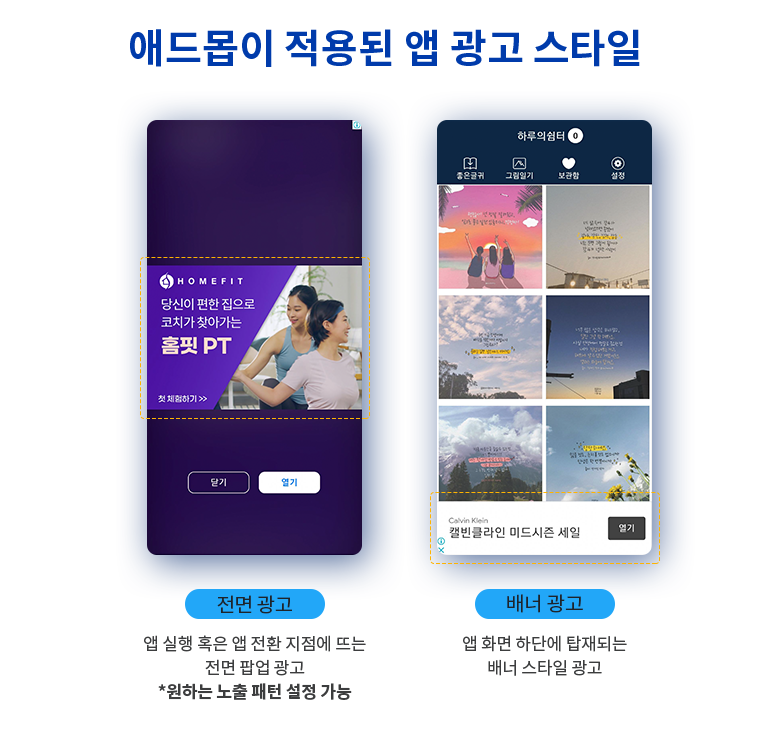 애드몹이 적용된 앱 광고 스타일
HOMEFIT
당신이 편한 집으로
코치가 찾아가는
홈핏 PT
첫 체험하기 >>
닫기
열기
하루의쉼터 0
좋은글귀
그림일기
보관함
설정
Calvin Klein
캘빈클라인 미드시즌 세일
열기
전면 광고
앱 실행 혹은 앱 전환 지점에 뜨는
전면 팝업 광고
*원하는 노출 패턴 설정 가능
배너 광고
앱 화면 하단에 탑재되는
배너 스타일 광고